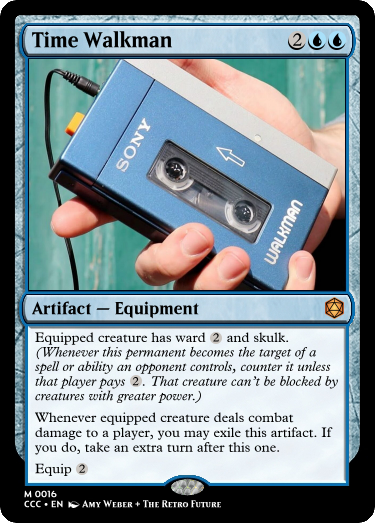 Time Walkman 2UU
SONY
WALKMAN
Artifact — Equipment
Equipped creature has ward 2 and skulk.
(Whenever this permanent becomes the target of a
spell or ability an opponent controls, counter it unless
that player pays 2. That creature can't be blocked by
creatures with greater power.)
Whenever equipped creature deals combat
damage to a player, you may exile this artifact. If
you do, take an extra turn after this one.
Equip 2
M 0016
CCC • EN Amy Weber + The Retro Future